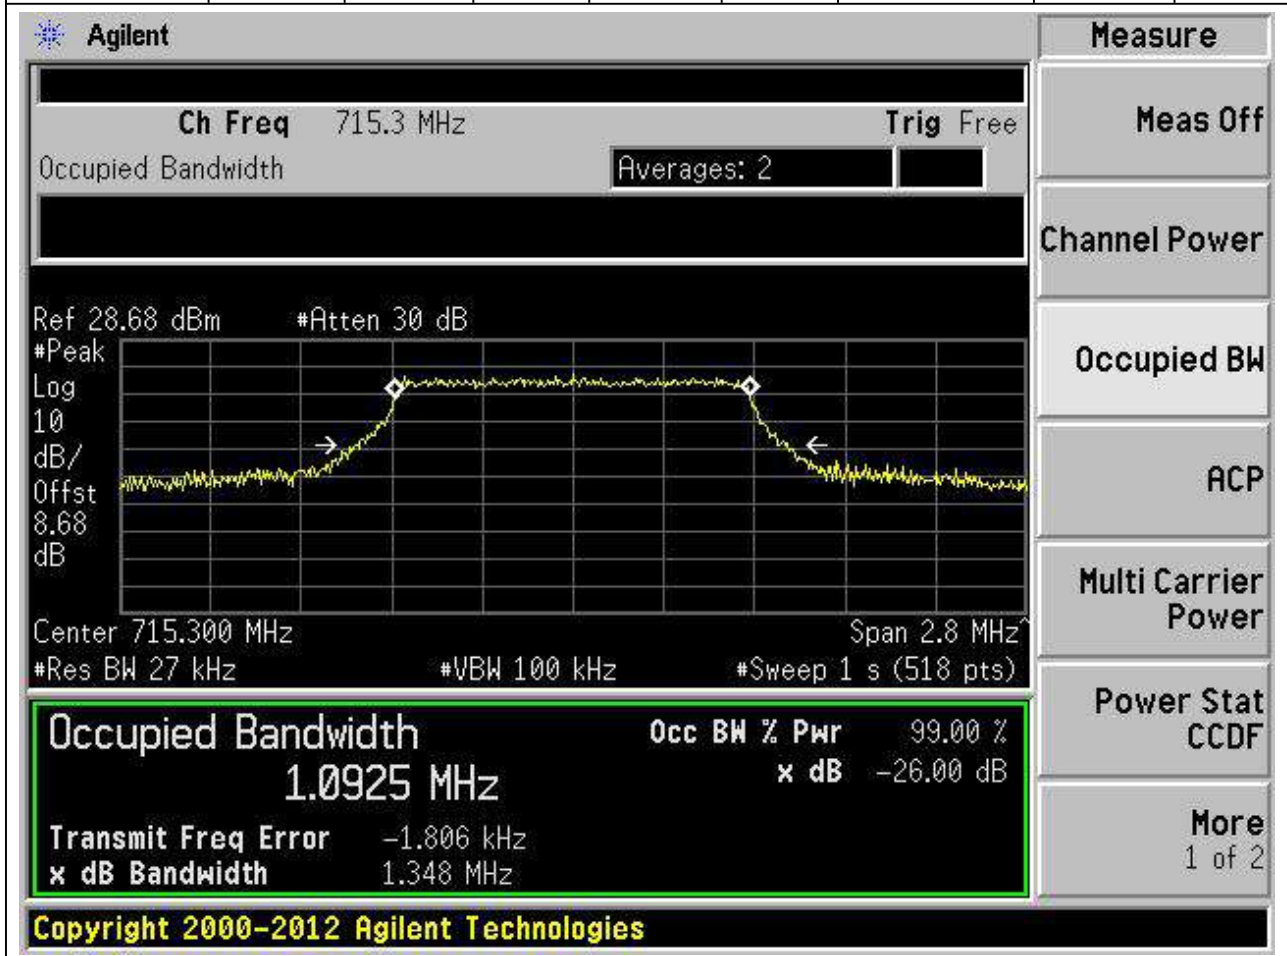 Agilent
Measure
Ch Freq 715.3 MHz Trig Free
Occupied Bandwidth Averages: 2
Meas Off
Channel Power
Occupied BW
ACP
Multi Carrier
Power
Power Stat
CCDF
More
1 of 2
Ref 28.68 dBm #Atten 30 dB
#Peak
Log
10
dB/
Offst
8.68
dB
Center 715.300 MHz Span 2.8 MHz^
#Res BW 27 kHz #VBW 100 kHz #Sweep 1 s (518 pts)
Occupied Bandwidth Occ BW % Pwr 99.00 %
1.0925 MHz x dB -26.00 dB
Transmit Freq Error -1.806 kHz
x dB Bandwidth 1.348 MHz
Copyright 2000-2012 Agilent Technologies